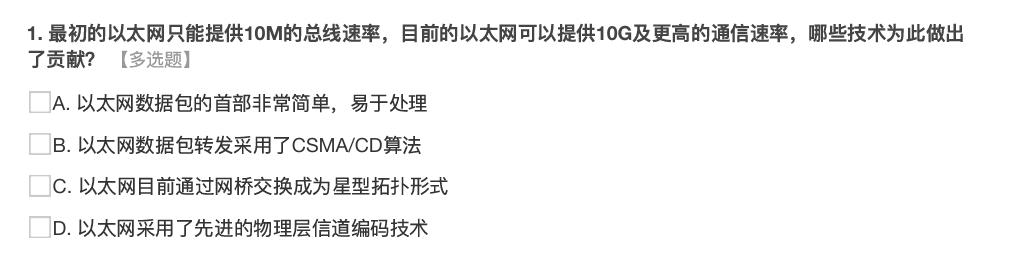 1. 最初的以太网只能提供10M的总线速率，目前的以太网可以提供10G及更高的通信速率，哪些技术为此做出
了贡献? 【多选题】
A. 以太网数据包的首部非常简单，易于处理
B. 以太网数据包转发采用了CSMA/CD算法
C. 以太网目前通过网桥交换成为星型拓扑形式
D. 以太网采用了先进的物理层信道编码技术